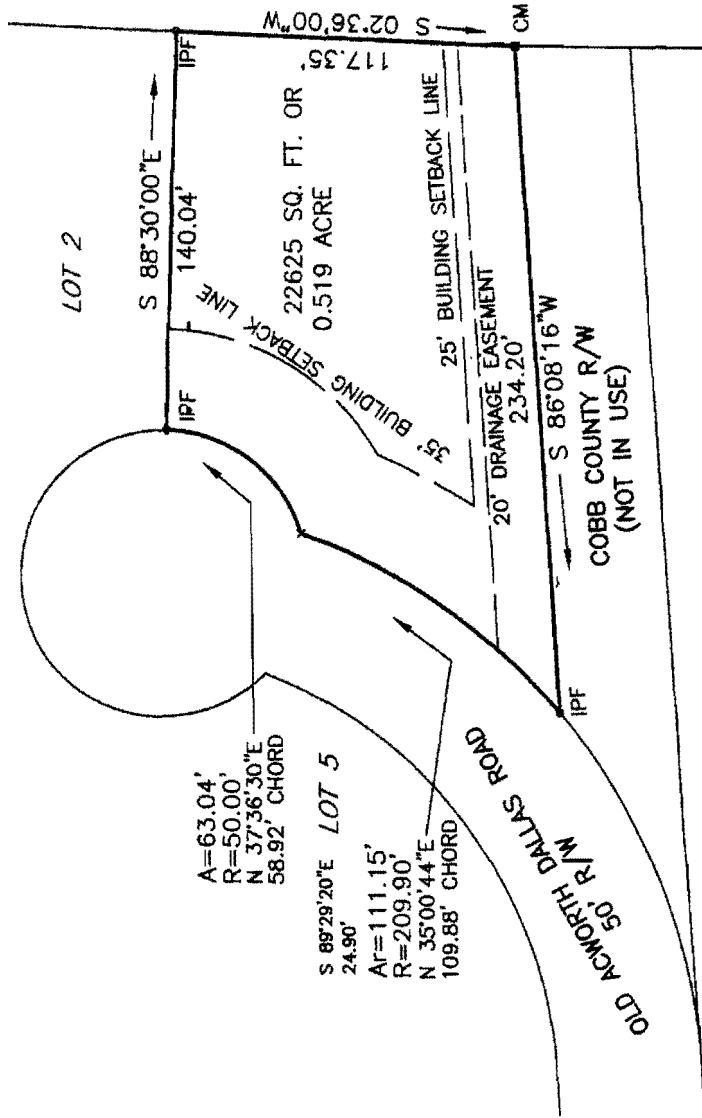 LOT 2
S 88°30'00"E
140.04'
IPF
IPF
S 02°36'00"W
117.35'
CM
22625 SQ. FT. OR
0.519 ACRE
35' BUILDING SETBACK LINE
25' BUILDING SETBACK LINE
20' DRAINAGE EASEMENT
234.20'
S 86°08'16"W
COBB COUNTY R/W
(NOT IN USE)
IPF
A=63.04'
R=50.00'
N 37°36'30"E
58.92' CHORD
LOT 5
S 89°29'20"E
24.90'
Ar=111.15'
R=209.90'
N 35°00'44"E
109.88' CHORD
OLD ACWORTH DALLAS ROAD
50' R/W